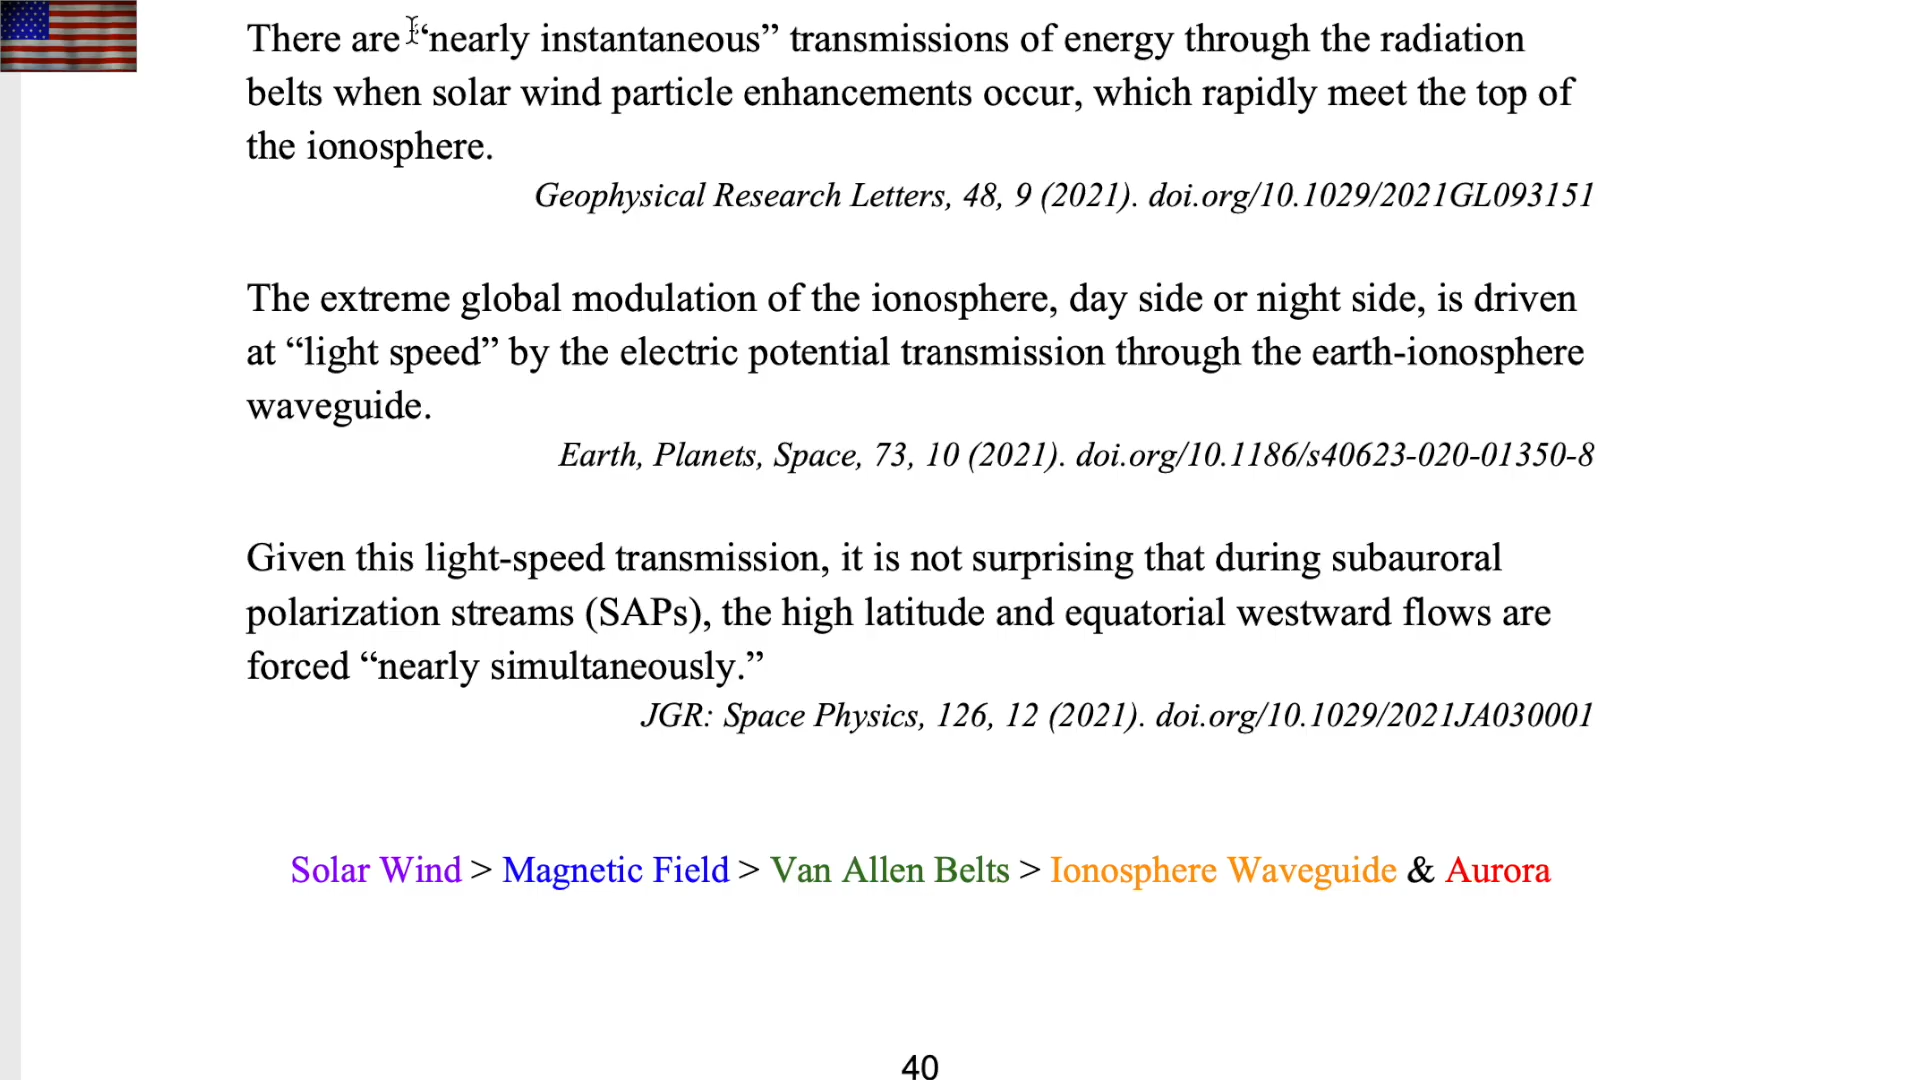 There are “nearly instantaneous” transmissions of energy through the radiation
belts when solar wind particle enhancements occur, which rapidly meet the top of
the ionosphere.
Geophysical Research Letters, 48, 9 (2021). doi.org/10.1029/2021GL093151
The extreme global modulation of the ionosphere, day side or night side, is driven
at “light speed” by the electric potential transmission through the earth-ionosphere
waveguide.
Earth, Planets, Space, 73, 10 (2021). doi.org/10.1186/s40623-020-01350-8
Given this light-speed transmission, it is not surprising that during subauroral
polarization streams (SAPs), the high latitude and equatorial westward flows are
forced “nearly simultaneously.”
JGR: Space Physics, 126, 12 (2021). doi.org/10.1029/2021JA030001
Solar Wind > Magnetic Field > Van Allen Belts > Ionosphere Waveguide & Aurora
40